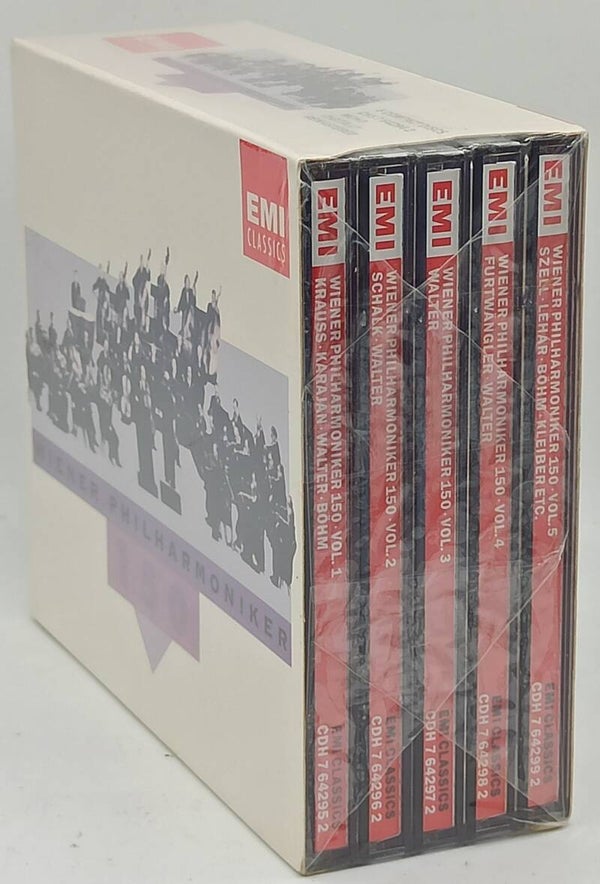 EMI
CLASSICS
WIENER PHILHARMONIKER
150
EMI
WIENER PHILHARMONIKER 150 · VOL. 1
KRAUSS · KARAJAN · WALTER · BÖHM
EMI CLASSICS
CDH 7 64295 2
EMI
WIENER PHILHARMONIKER 150 · VOL. 2
SCHALK · WALTER
EMI CLASSICS
CDH 7 64296 2
EMI
WIENER PHILHARMONIKER 150 · VOL. 3
WALTER
EMI CLASSICS
CDH 7 64297 2
EMI
WIENER PHILHARMONIKER 150 · VOL. 4
FURTWÄNGLER · WALTER
EMI CLASSICS
CDH 7 64298 2
EMI
WIENER PHILHARMONIKER 150 · VOL. 5
SZELL · LEHÁR · BÖHM · KLEIBER ETC.
EMI CLASSICS
CDH 7 64299 2